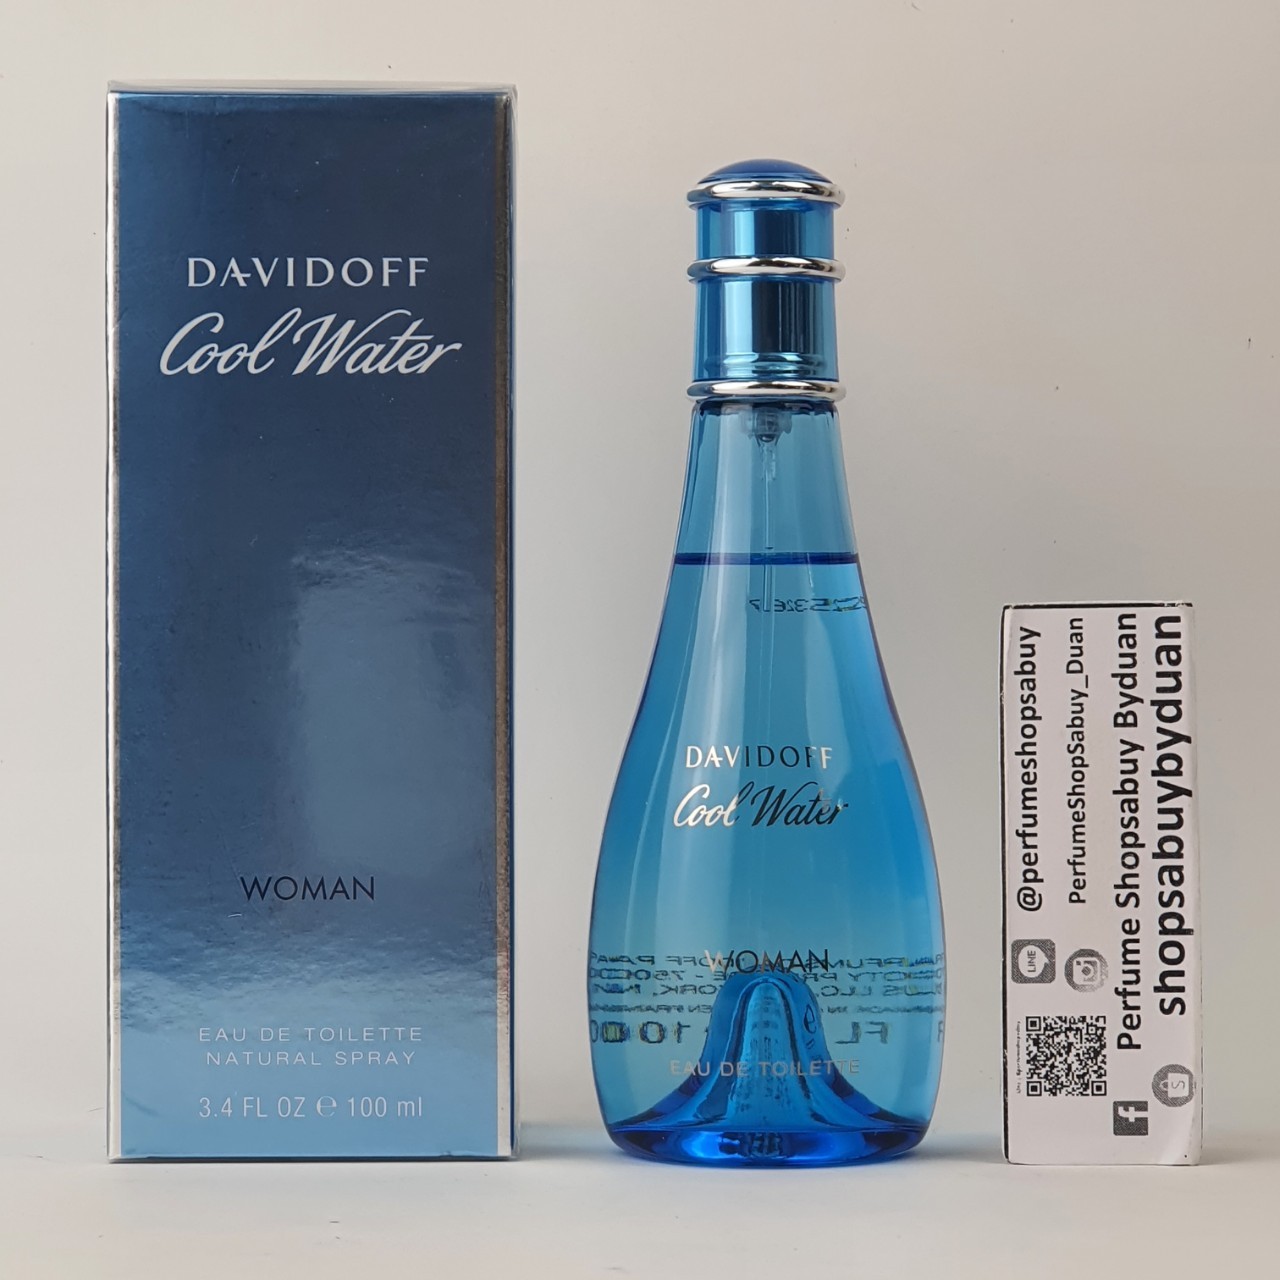 DAVIDOFF
Cool Water
WOMAN
EAU DE TOILETTE
NATURAL SPRAY
3.4 FL OZ e 100 ml
DAVIDOFF
Cool Water
WOMAN
EAU DE TOILETTE
@perfumeshopsabuy
PerfumeShopSabuy_Duan
Perfume Shopsabuy Byduan
shopsabuybyduan
LINE